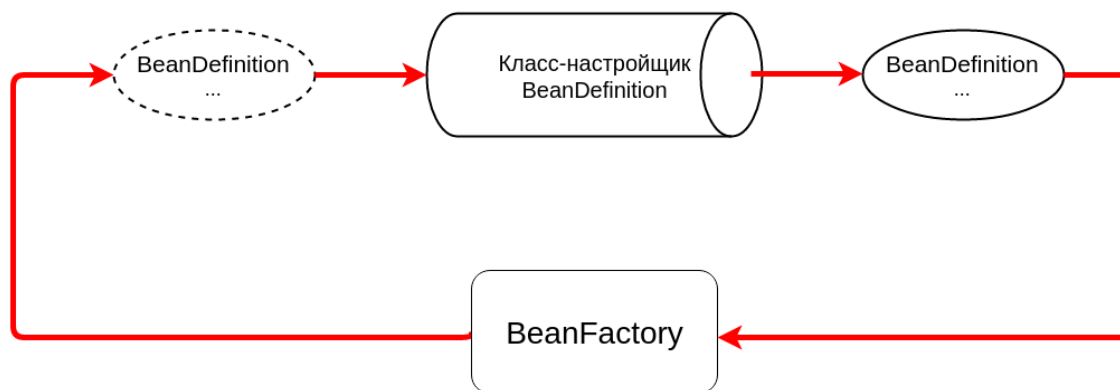 BeanDefinition
...
Класс-настройщик
BeanDefinition
BeanDefinition
...
BeanFactory